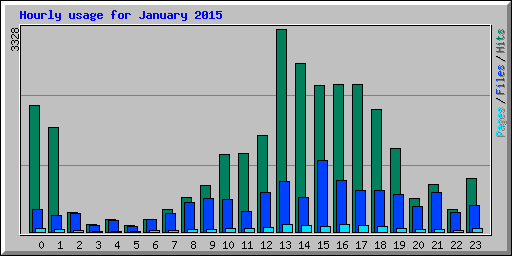 Hourly usage for January 2015
3328
Pages / Files / Hits
0 1 2 3 4 5 6 7 8 9 10 11 12 13 14 15 16 17 18 19 20 21 22 23